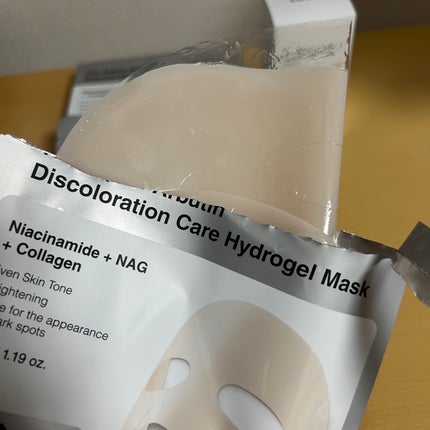 Arbutin
Discoloration Care Hydrogel Mask
Niacinamide + NAG
+ Collagen
Even Skin Tone
ightening
e for the appearance
ark spots
1.19 oz.